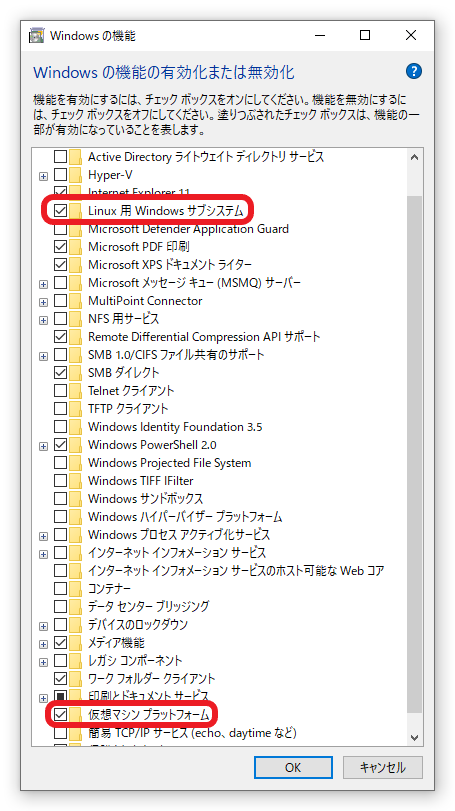 Windows の機能
Windows の機能の有効化または無効化
?
機能を有効にするには、チェック ボックスをオンにしてください。機能を無効にするに
は、チェック ボックスをオフにしてください。塗りつぶされたチェック ボックスは、機能の一
部が有効になっていることを表します。
Active Directory ライトウェイト ディレクトリ サービス
Hyper-V
Internet Explorer 11
Linux 用 Windows サブシステム
Microsoft Defender Application Guard
Microsoft PDF 印刷
Microsoft XPS ドキュメント ライター
Microsoft メッセージ キュー (MSMQ) サーバー
MultiPoint Connector
NFS 用サービス
Remote Differential Compression API サポート
SMB 1.0/CIFS ファイル共有のサポート
SMB ダイレクト
Telnet クライアント
TFTP クライアント
Windows Identity Foundation 3.5
Windows PowerShell 2.0
Windows Projected File System
Windows TIFF IFilter
Windows サンドボックス
Windows ハイパーバイザー プラットフォーム
Windows プロセス アクティブ化サービス
インターネット インフォメーション サービス
インターネット インフォメーション サービスのホスト可能な Web コア
コンテナー
データ センター ブリッジング
デバイスのロックダウン
メディア機能
レガシ コンポーネント
ワーク フォルダー クライアント
印刷とドキュメント サービス
仮想マシン プラットフォーム
簡易 TCP/IP サービス (echo、daytime など)
OK
キャンセル